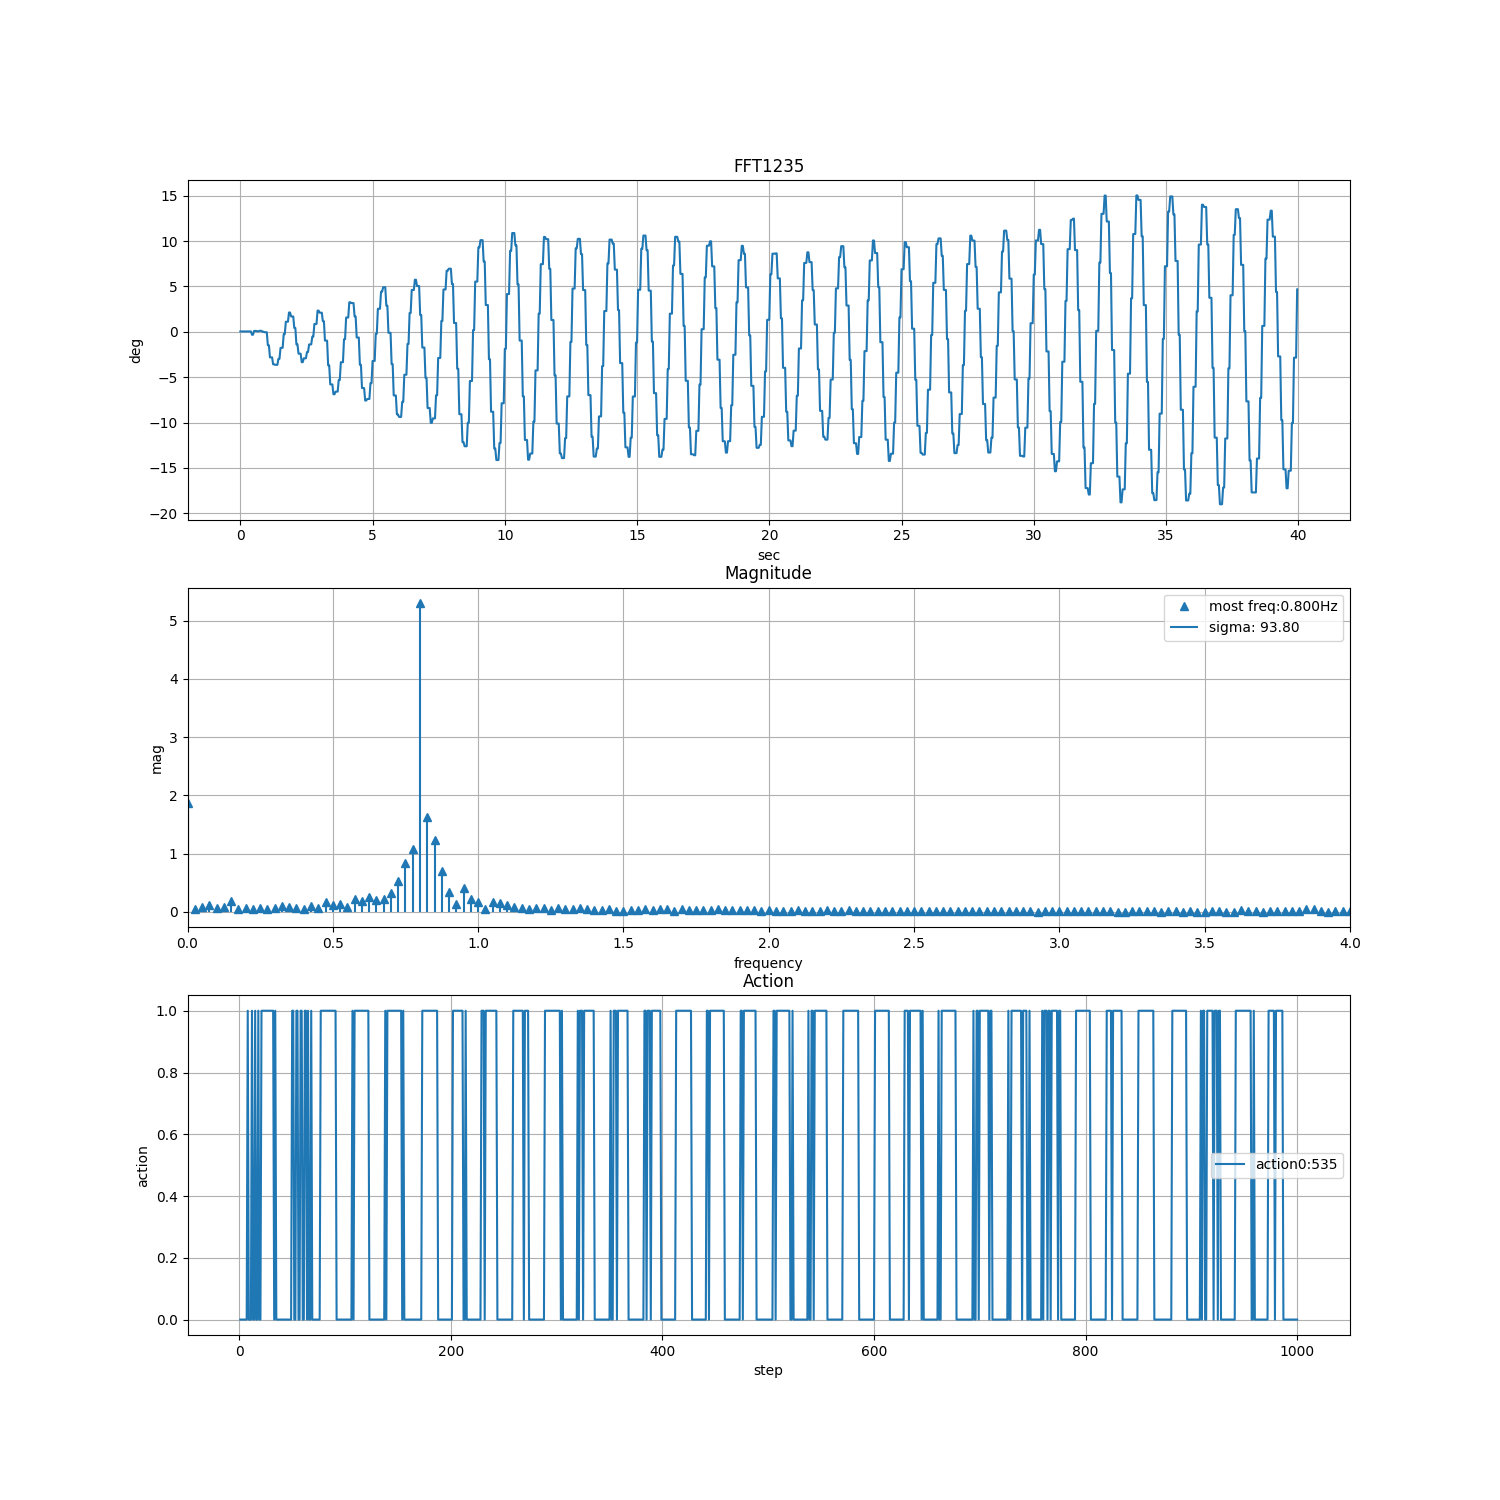 FFT1235
15
10
5
0
−5
−10
−15
−20
deg
0 5 10 15 20 25 30 35 40
sec
Magnitude
5
4
3
2
1
0
mag
most freq:0.800Hz
sigma: 93.80
0.0 0.5 1.0 1.5 2.0 2.5 3.0 3.5 4.0
frequency
Action
1.0
0.8
0.6
0.4
0.2
0.0
action
action0:535
0 200 400 600 800 1000
step